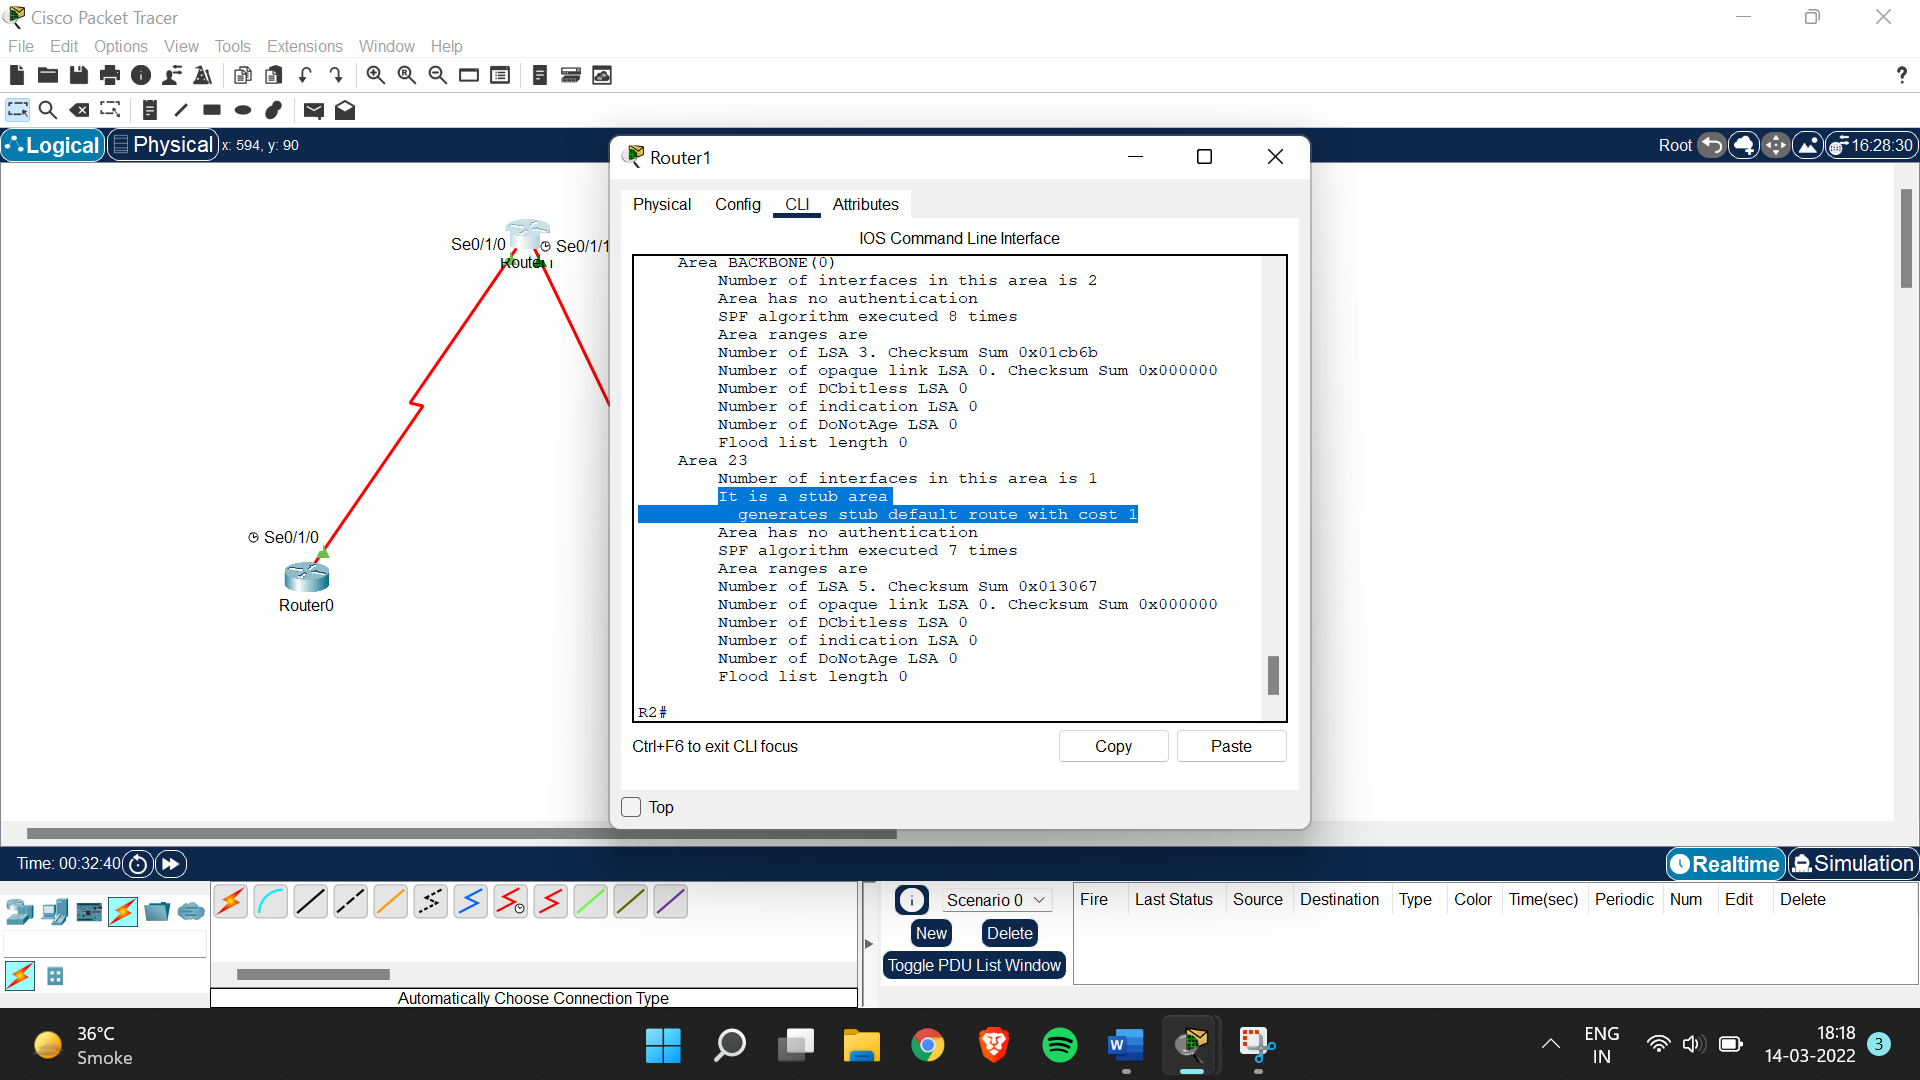 Cisco Packet Tracer
File Edit Options View Tools Extensions Window Help
?
Logical Physical x: 594, y: 90
Root 16:28:30
Router1
Physical Config CLI Attributes
IOS Command Line Interface
Area BACKBONE(0)
Number of interfaces in this area is 2
Area has no authentication
SPF algorithm executed 8 times
Area ranges are
Number of LSA 3. Checksum Sum 0x01cb6b
Number of opaque link LSA 0. Checksum Sum 0x000000
Number of DCbitless LSA 0
Number of indication LSA 0
Number of DoNotAge LSA 0
Flood list length 0
Area 23
Number of interfaces in this area is 1
It is a stub area
generates stub default route with cost 1
Area has no authentication
SPF algorithm executed 7 times
Area ranges are
Number of LSA 5. Checksum Sum 0x013067
Number of opaque link LSA 0. Checksum Sum 0x000000
Number of DCbitless LSA 0
Number of indication LSA 0
Number of DoNotAge LSA 0
Flood list length 0
R2#
Ctrl+F6 to exit CLI focus
Copy Paste
Top
Se0/1/0 Se0/1/1
Router1
Se0/1/0
Router0
Time: 00:32:40
Realtime Simulation
Scenario 0
New Delete
Toggle PDU List Window
Fire Last Status Source Destination Type Color Time(sec) Periodic Num Edit Delete
Automatically Choose Connection Type
36°C
Smoke
ENG
IN
18:18
14-03-2022
3